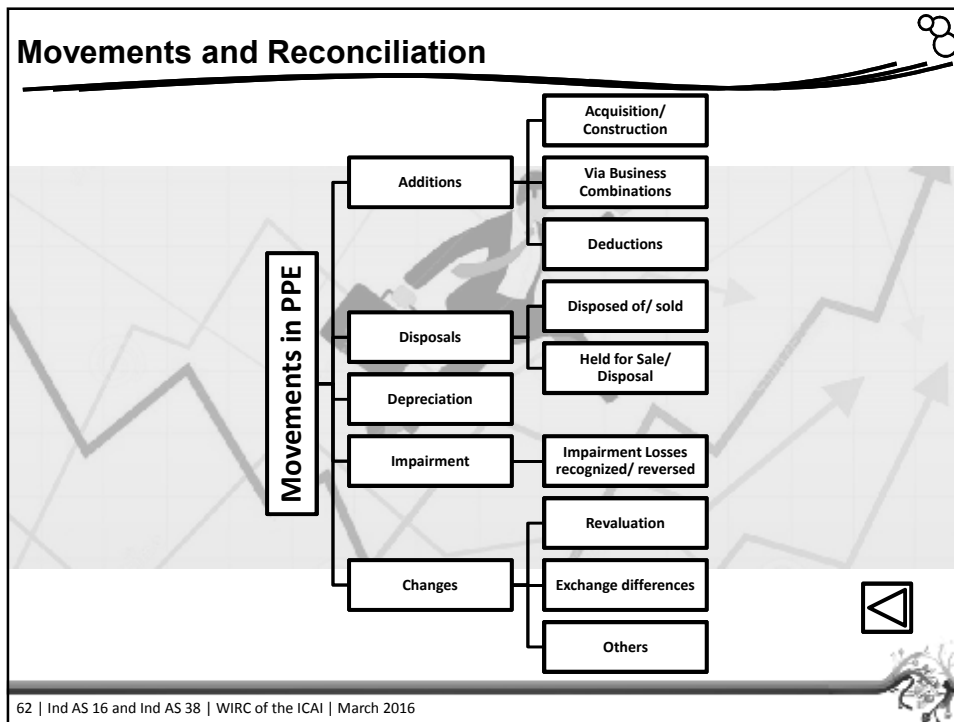 Movements and Reconciliation
Movements in PPE
Additions
Acquisition/
Construction
Via Business
Combinations
Deductions
Disposals
Disposed of/ sold
Held for Sale/
Disposal
Depreciation
Impairment
Impairment Losses
recognized/ reversed
Changes
Revaluation
Exchange differences
Others
62 | Ind AS 16 and Ind AS 38 | WIRC of the ICAI | March 2016